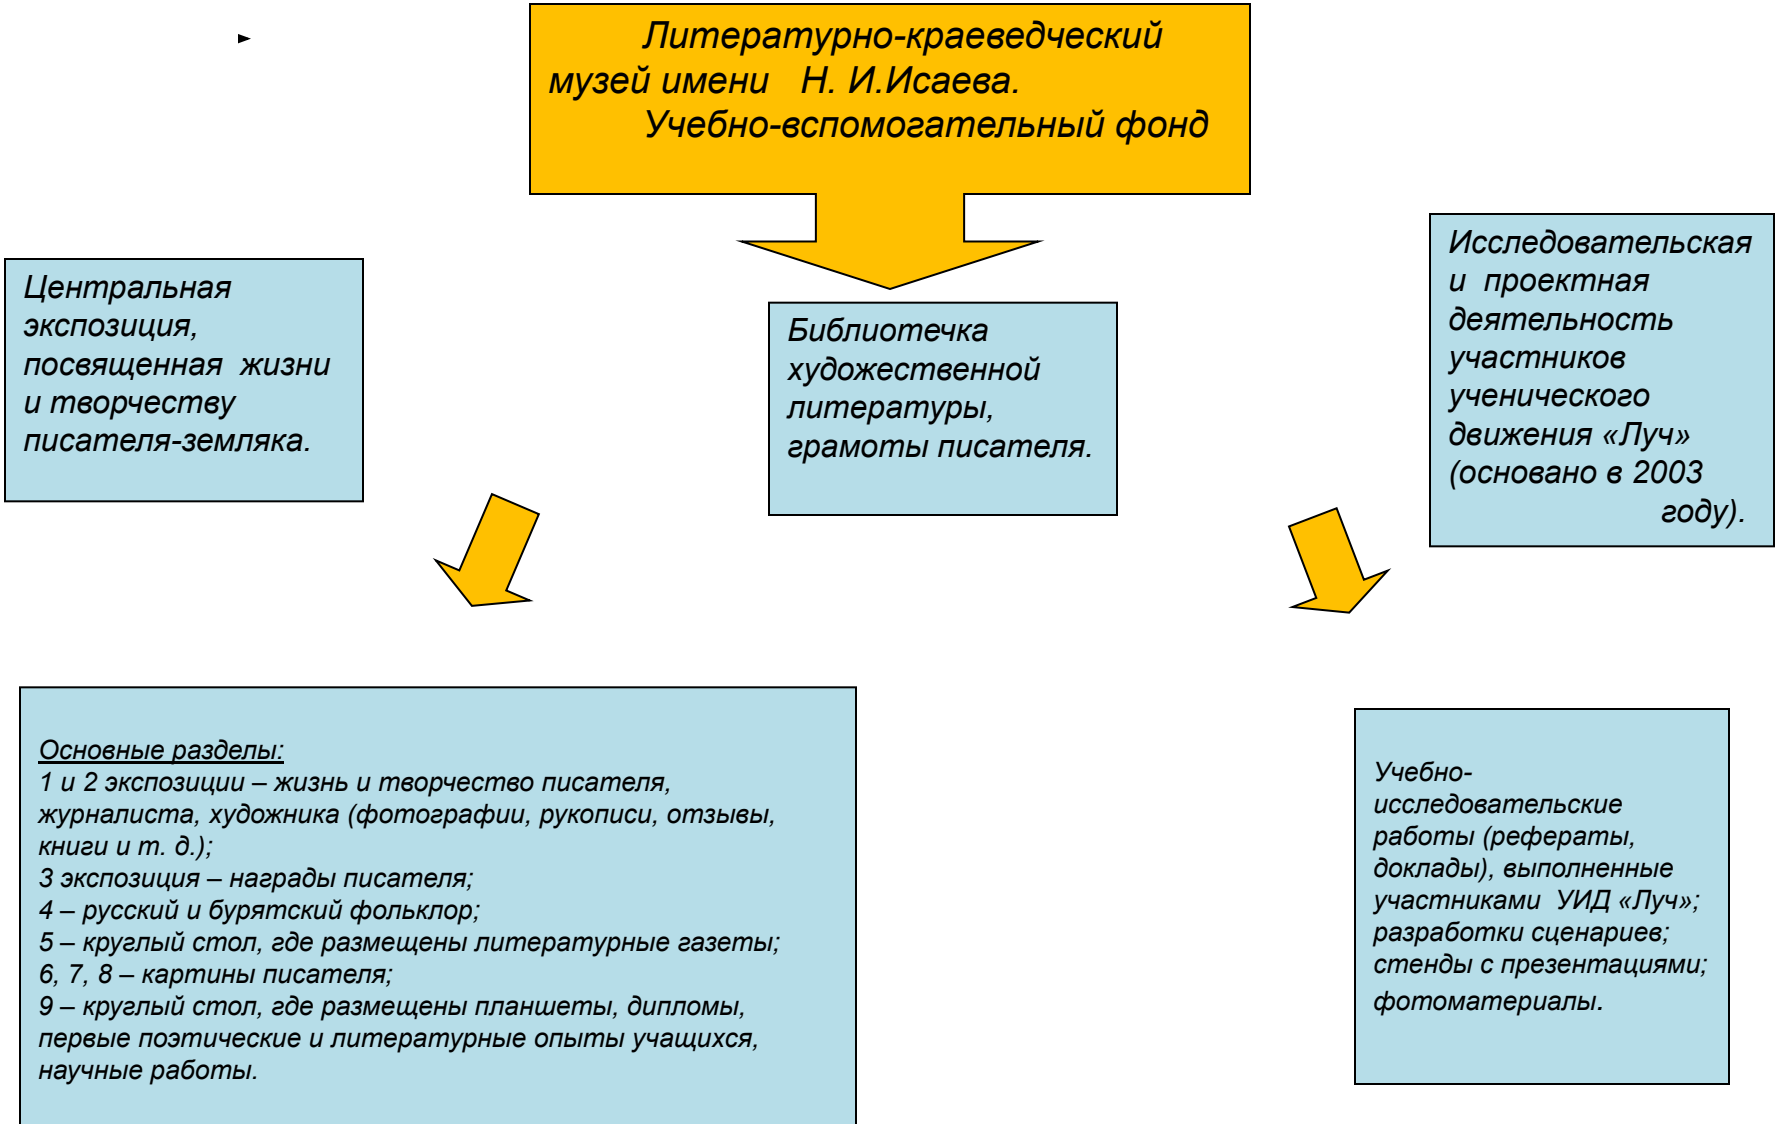 Литературно-краеведческий
музей имени Н. И.Исаева.
Учебно-вспомогательный фонд
Центральная
экспозиция,
посвященная жизни
и творчеству
писателя-земляка.
Библиотечка
художественной
литературы,
грамоты писателя.
Исследовательская
и проектная
деятельность
участников
ученического
движения «Луч»
(основано в 2003
году).
Основные разделы:
1 и 2 экспозиции – жизнь и творчество писателя,
журналиста, художника (фотографии, рукописи, отзывы,
книги и т. д.);
3 экспозиция – награды писателя;
4 – русский и бурятский фольклор;
5 – круглый стол, где размещены литературные газеты;
6, 7, 8 – картины писателя;
9 – круглый стол, где размещены планшеты, дипломы,
первые поэтические и литературные опыты учащихся,
научные работы.
Учебно-
исследовательские
работы (рефераты,
доклады), выполненные
участниками УИД «Луч»;
разработки сценариев;
стенды с презентациями;
фотоматериалы.